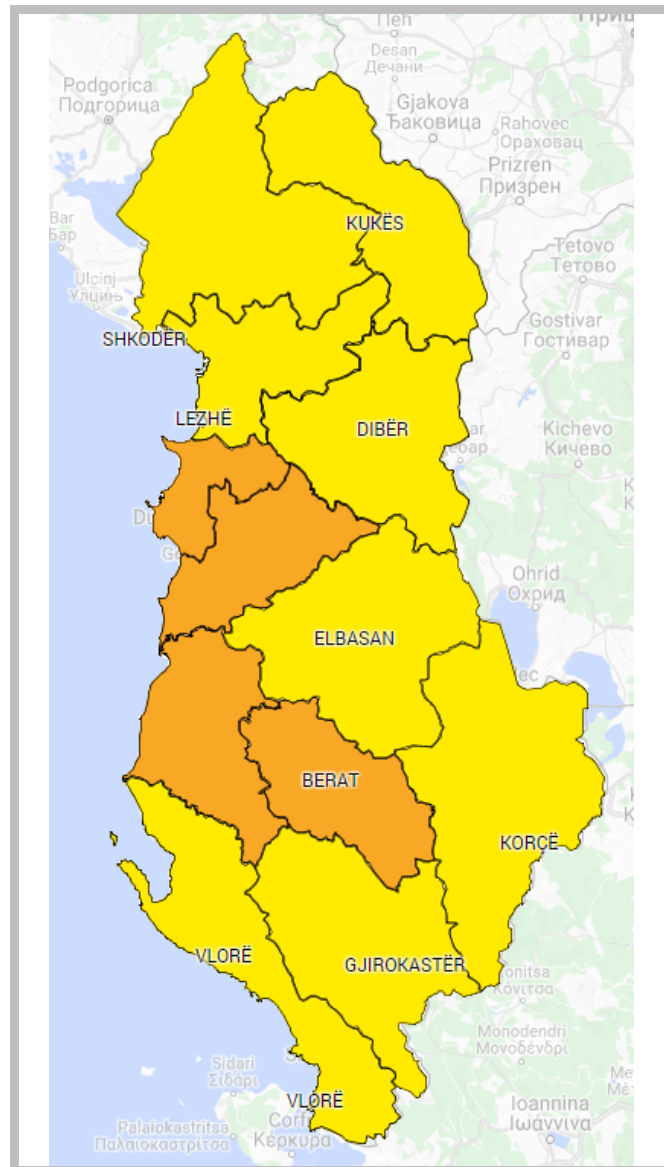 Desan
Дечани
Podgorica
Подгорица
Gjakova
Ђаковица
Rahovec
Ораховац
Prizren
Призрен
Bar
Бар
KUKËS
Tetovo
Тетово
Ulcinj
Улцињ
Gostivar
Гостивар
SHKODËR
LEZHË
DIBËR
Kichevo
Кичево
Ohrid
Охрид
ELBASAN
BERAT
KORÇË
VLORË
GJIROKASTËR
Κόνιτσα
Monodendri
Μονοδένδρι
Sidari
Σιδάρι
VLORË
Ioannina
Ιωάννινα
Palaiokastritsa
Παλαιοκαστρίτσα
Κέρκυρα